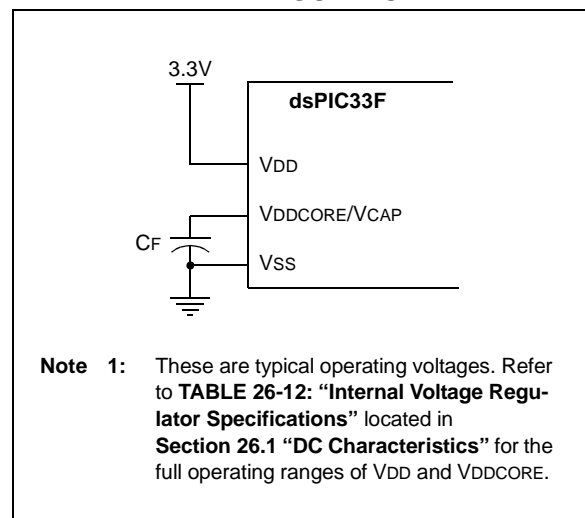 3.3V
dsPIC33F
VDD
VDDCORE/VCAP
CF
VSS
Note 1: These are typical operating voltages. Refer
to TABLE 26-12: “Internal Voltage Regu-
lator Specifications” located in
Section 26.1 “DC Characteristics” for the
full operating ranges of VDD and VDDCORE.